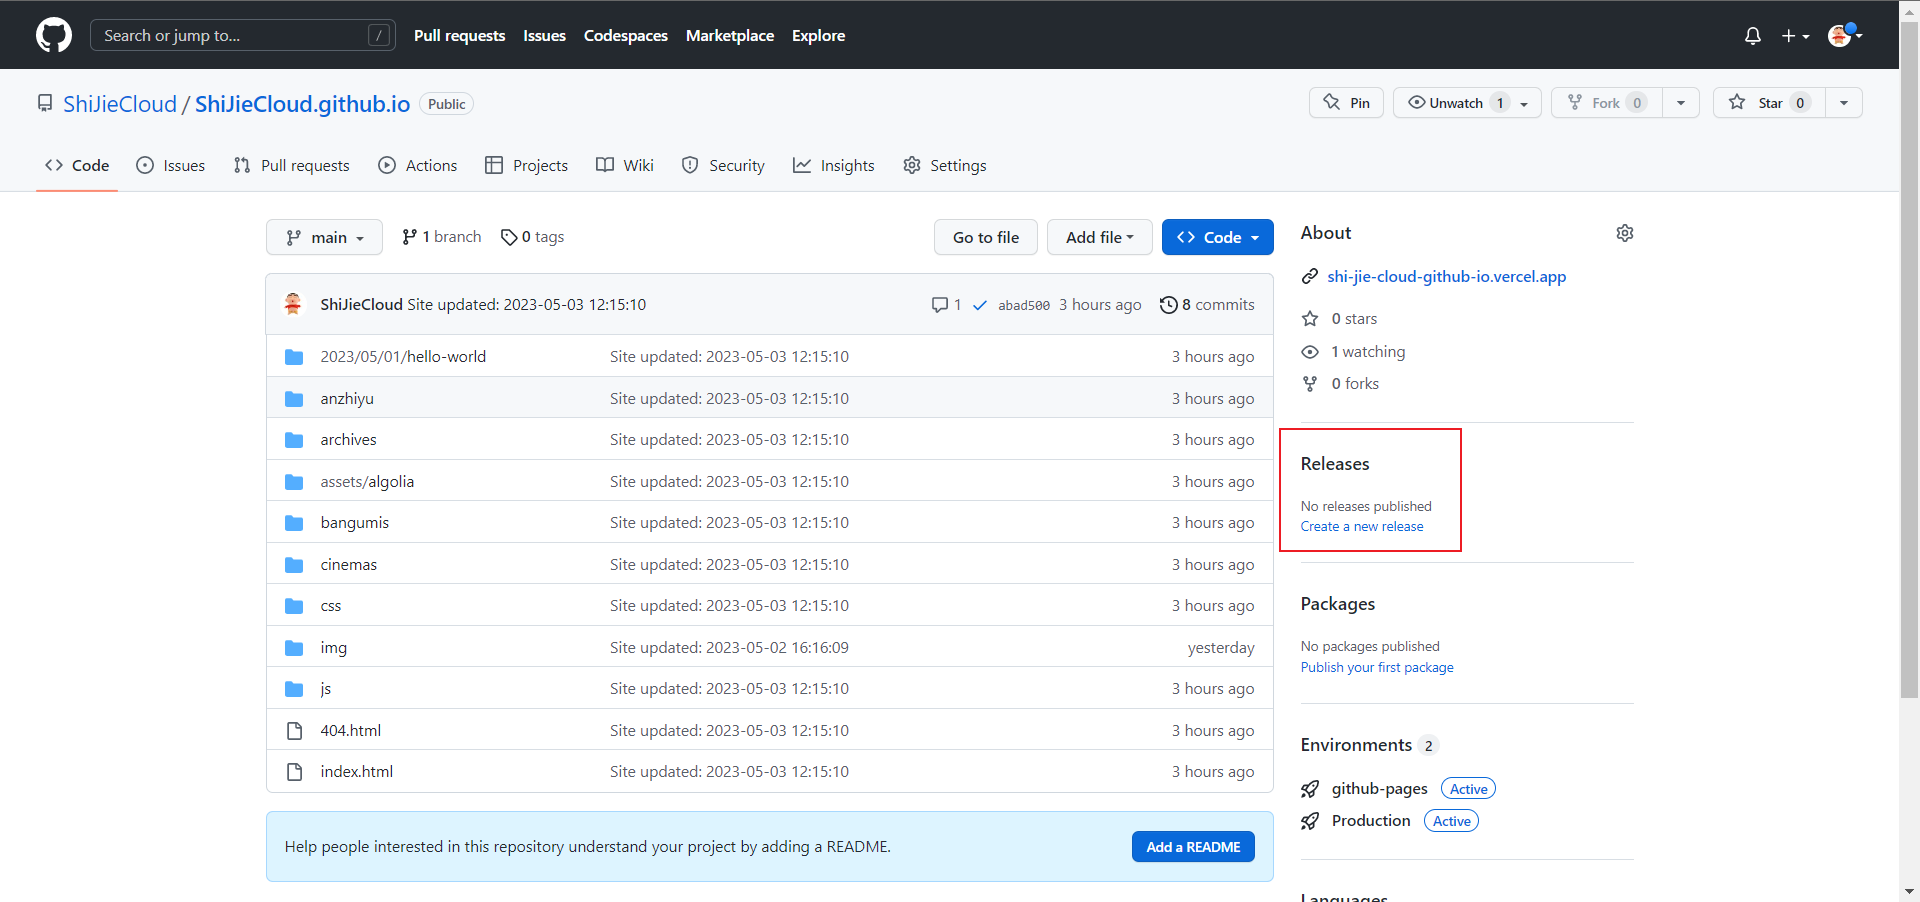 Search or jump to... /
Pull requests Issues Codespaces Marketplace Explore
ShiJieCloud / ShiJieCloud.github.io Public
Pin Unwatch 1 Fork 0 Star 0
Code Issues Pull requests Actions Projects Wiki Security Insights Settings
main 1 branch 0 tags Go to file Add file Code
ShiJieCloud Site updated: 2023-05-03 12:15:10 1 abad500 3 hours ago 8 commits
2023/05/01/hello-world Site updated: 2023-05-03 12:15:10 3 hours ago
anzhiyu Site updated: 2023-05-03 12:15:10 3 hours ago
archives Site updated: 2023-05-03 12:15:10 3 hours ago
assets/algolia Site updated: 2023-05-03 12:15:10 3 hours ago
bangumis Site updated: 2023-05-03 12:15:10 3 hours ago
cinemas Site updated: 2023-05-03 12:15:10 3 hours ago
css Site updated: 2023-05-03 12:15:10 3 hours ago
img Site updated: 2023-05-02 16:16:09 yesterday
js Site updated: 2023-05-03 12:15:10 3 hours ago
404.html Site updated: 2023-05-03 12:15:10 3 hours ago
index.html Site updated: 2023-05-03 12:15:10 3 hours ago
Help people interested in this repository understand your project by adding a README. Add a README
About
shi-jie-cloud-github-io.vercel.app
0 stars
1 watching
0 forks
Releases
No releases published
Create a new release
Packages
No packages published
Publish your first package
Environments 2
github-pages Active
Production Active
Languages